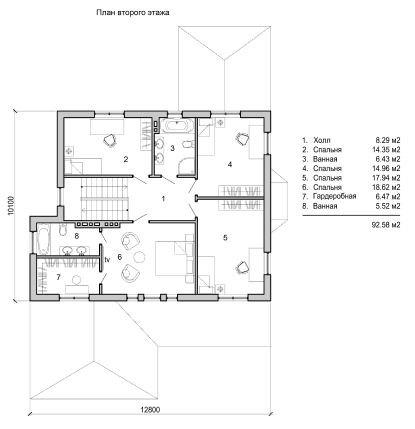 План второго этажа
1. Холл 8.29 м2
2. Спальня 14.35 м2
3. Ванная 6.43 м2
4. Спальня 14.96 м2
5. Спальня 17.94 м2
6. Спальня 18.62 м2
7. Гардеробная 6.47 м2
8. Ванная 5.52 м2
92.58 м2
2
3
4
1
8
tv
6
5
7
10100
12800